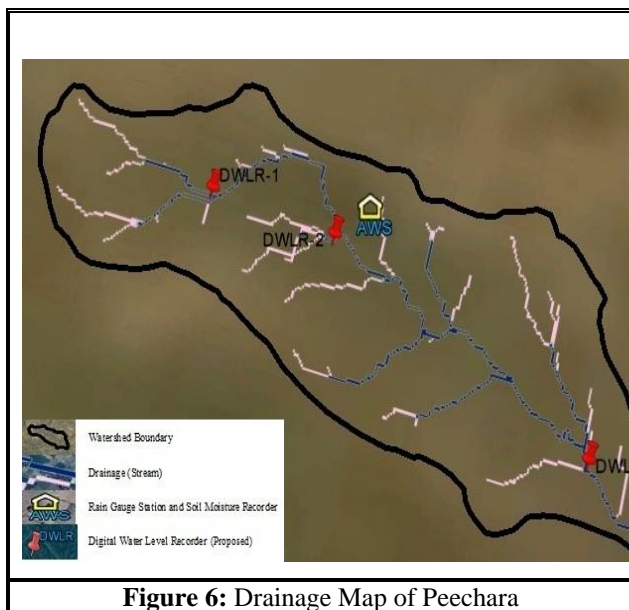 DWLR-1
AWS
DWLR-2
DWL
Watershed Boundary
Drainage (Stream)
AWS
Rain Gauge Station and Soil Moisture Recorder
DWLR
Digital Water Level Recorder (Proposed)
Figure 6: Drainage Map of Peechara